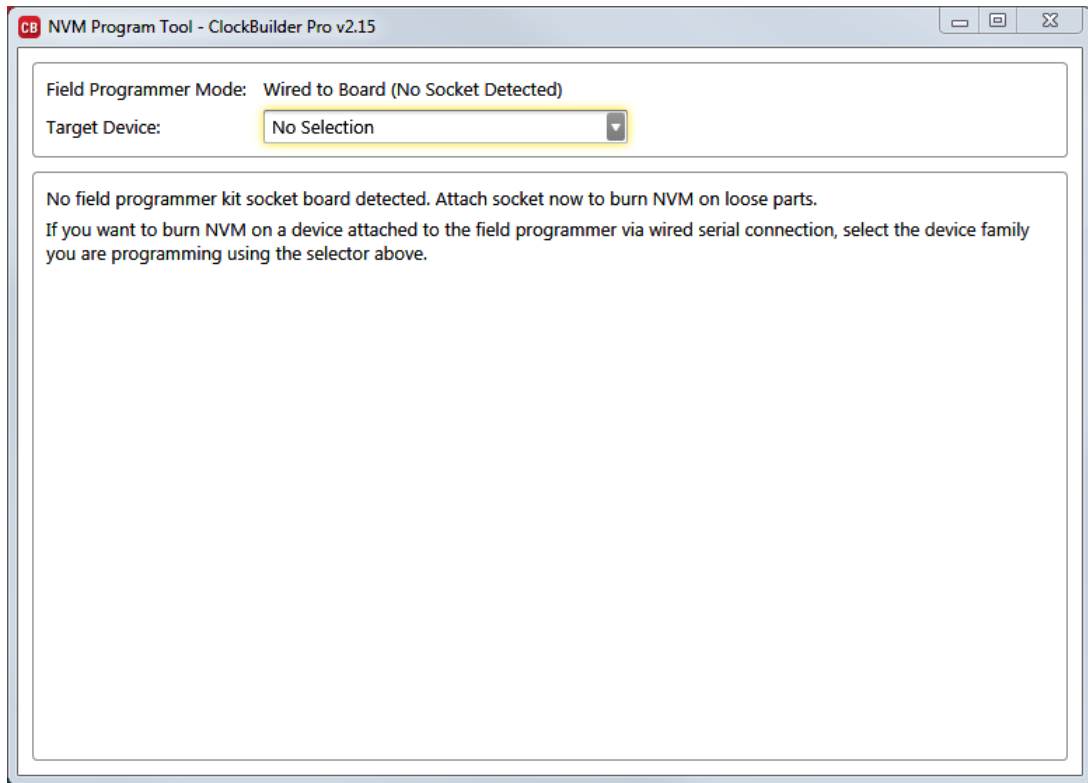 CB NVM Program Tool - ClockBuilder Pro v2.15
Field Programmer Mode: Wired to Board (No Socket Detected)
Target Device: No Selection
No field programmer kit socket board detected. Attach socket now to burn NVM on loose parts.
If you want to burn NVM on a device attached to the field programmer via wired serial connection, select the device family
you are programming using the selector above.